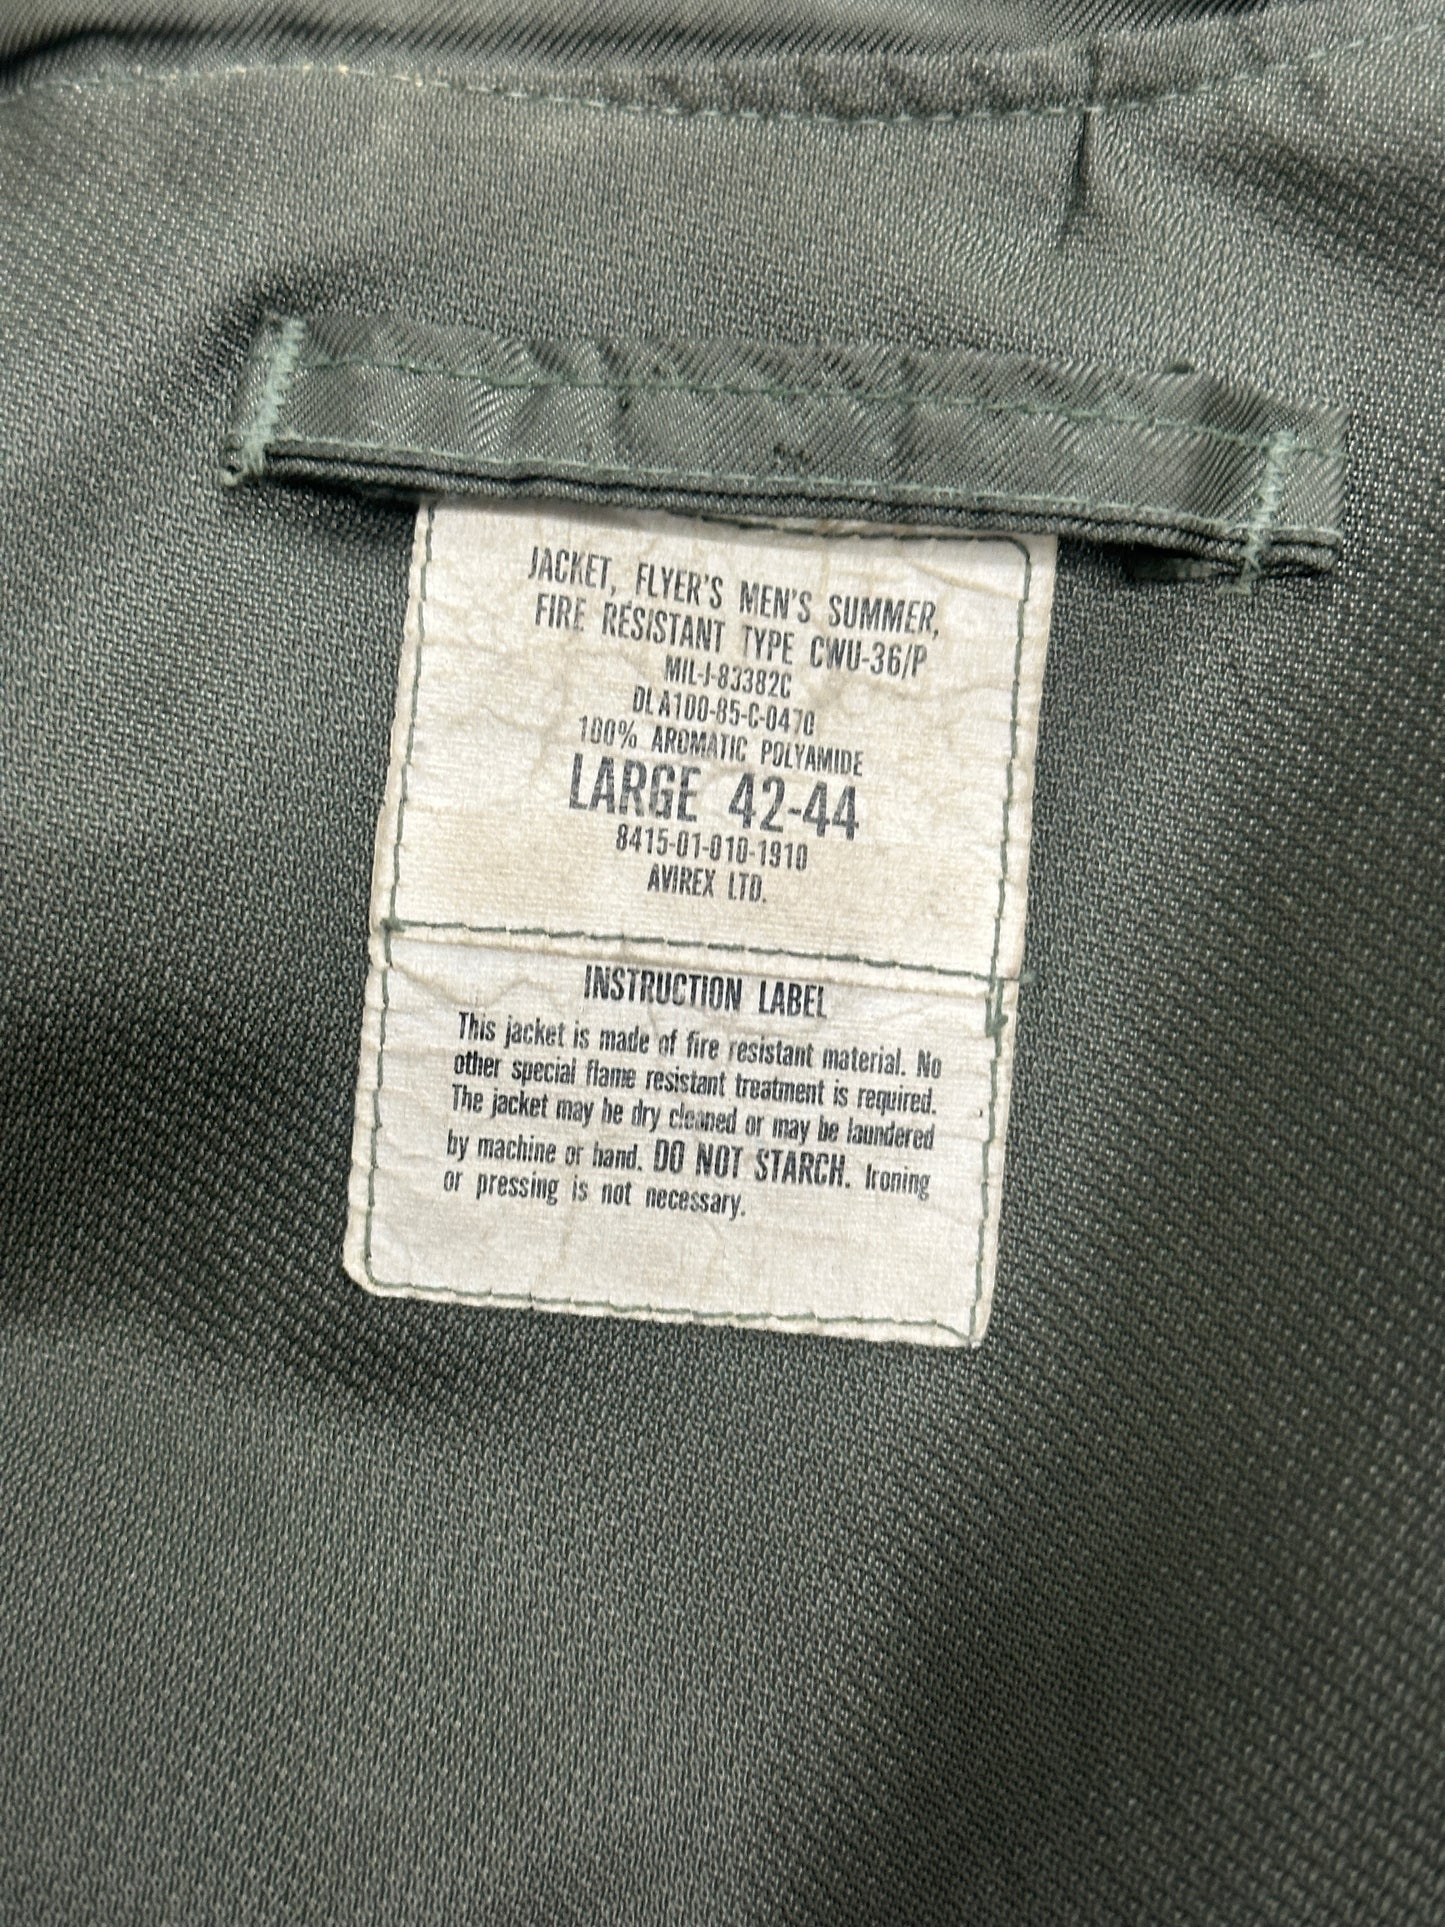 JACKET, FLYER'S MEN'S SUMMER,
FIRE RESISTANT TYPE CWU-36/P
MIL-J-83382C
DLA100-85-C-0470
100% AROMATIC POLYAMIDE
LARGE 42-44
8415-01-010-1910
AVIREX LTD.
INSTRUCTION LABEL
This jacket is made of fire resistant material. No
other special flame resistant treatment is required.
The jacket may be dry cleaned or may be laundered
by machine or hand. DO NOT STARCH. Ironing
or pressing is not necessary.